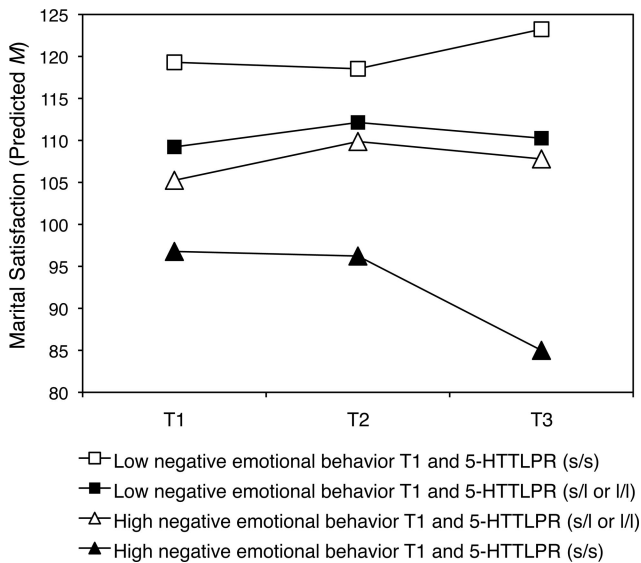 125
120
115
110
105
100
95
90
85
80
Marital Satisfaction (Predicted M)
T1 T2 T3
Low negative emotional behavior T1 and 5-HTTLPR (s/s)
Low negative emotional behavior T1 and 5-HTTLPR (s/l or l/l)
High negative emotional behavior T1 and 5-HTTLPR (s/l or l/l)
High negative emotional behavior T1 and 5-HTTLPR (s/s)